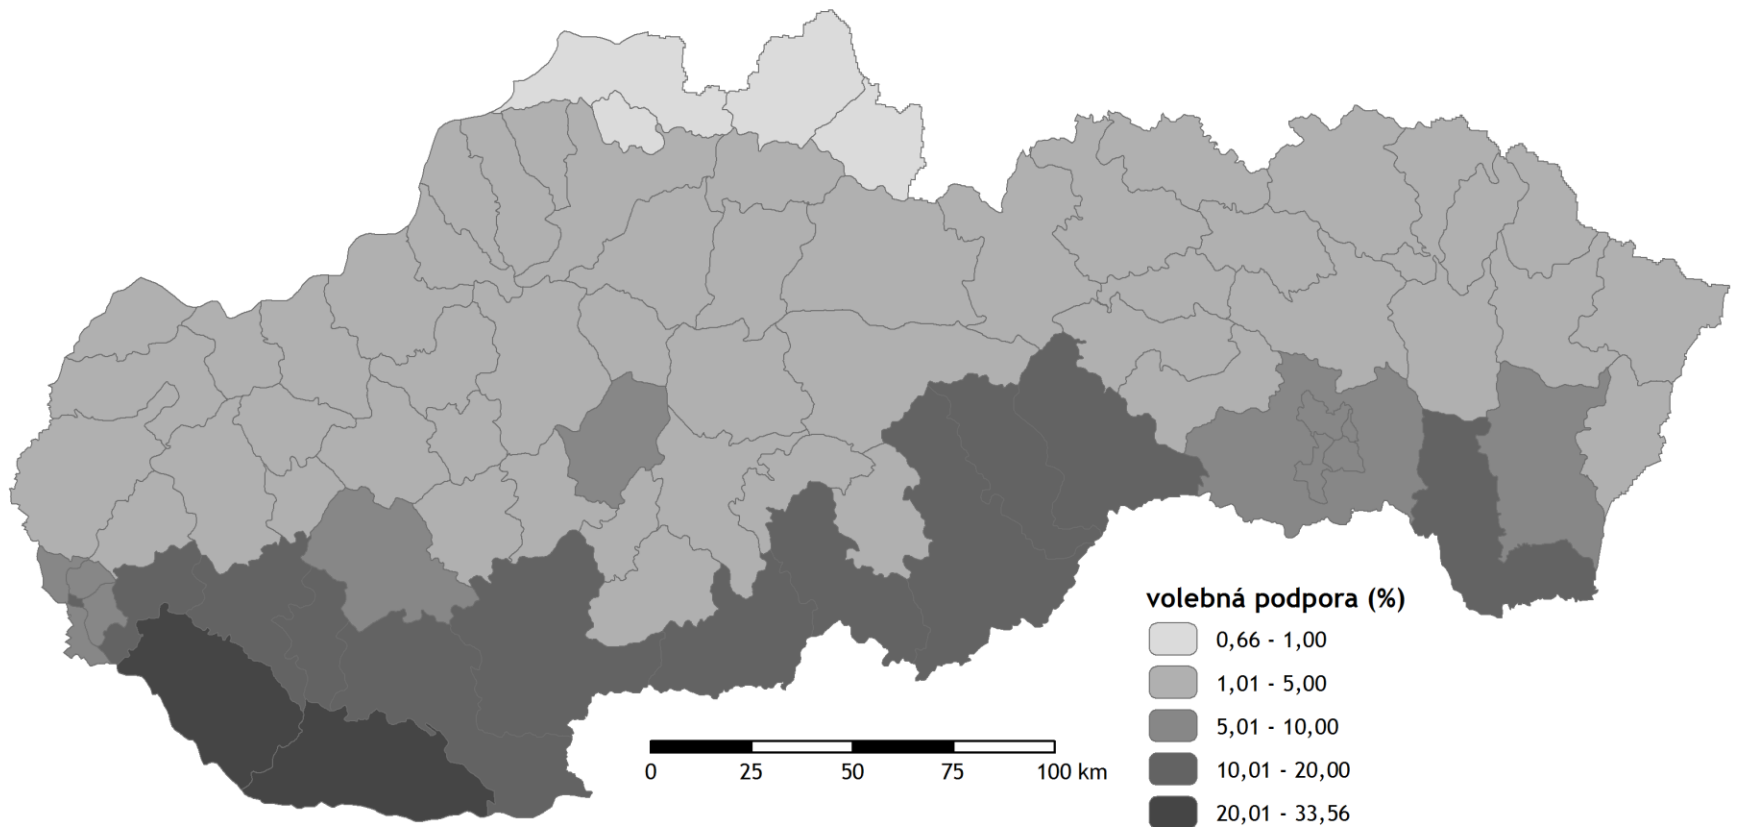 volebná podpora (%)
0,66 - 1,00
1,01 - 5,00
5,01 - 10,00
10,01 - 20,00
20,01 - 33,56
0 25 50 75 100 km